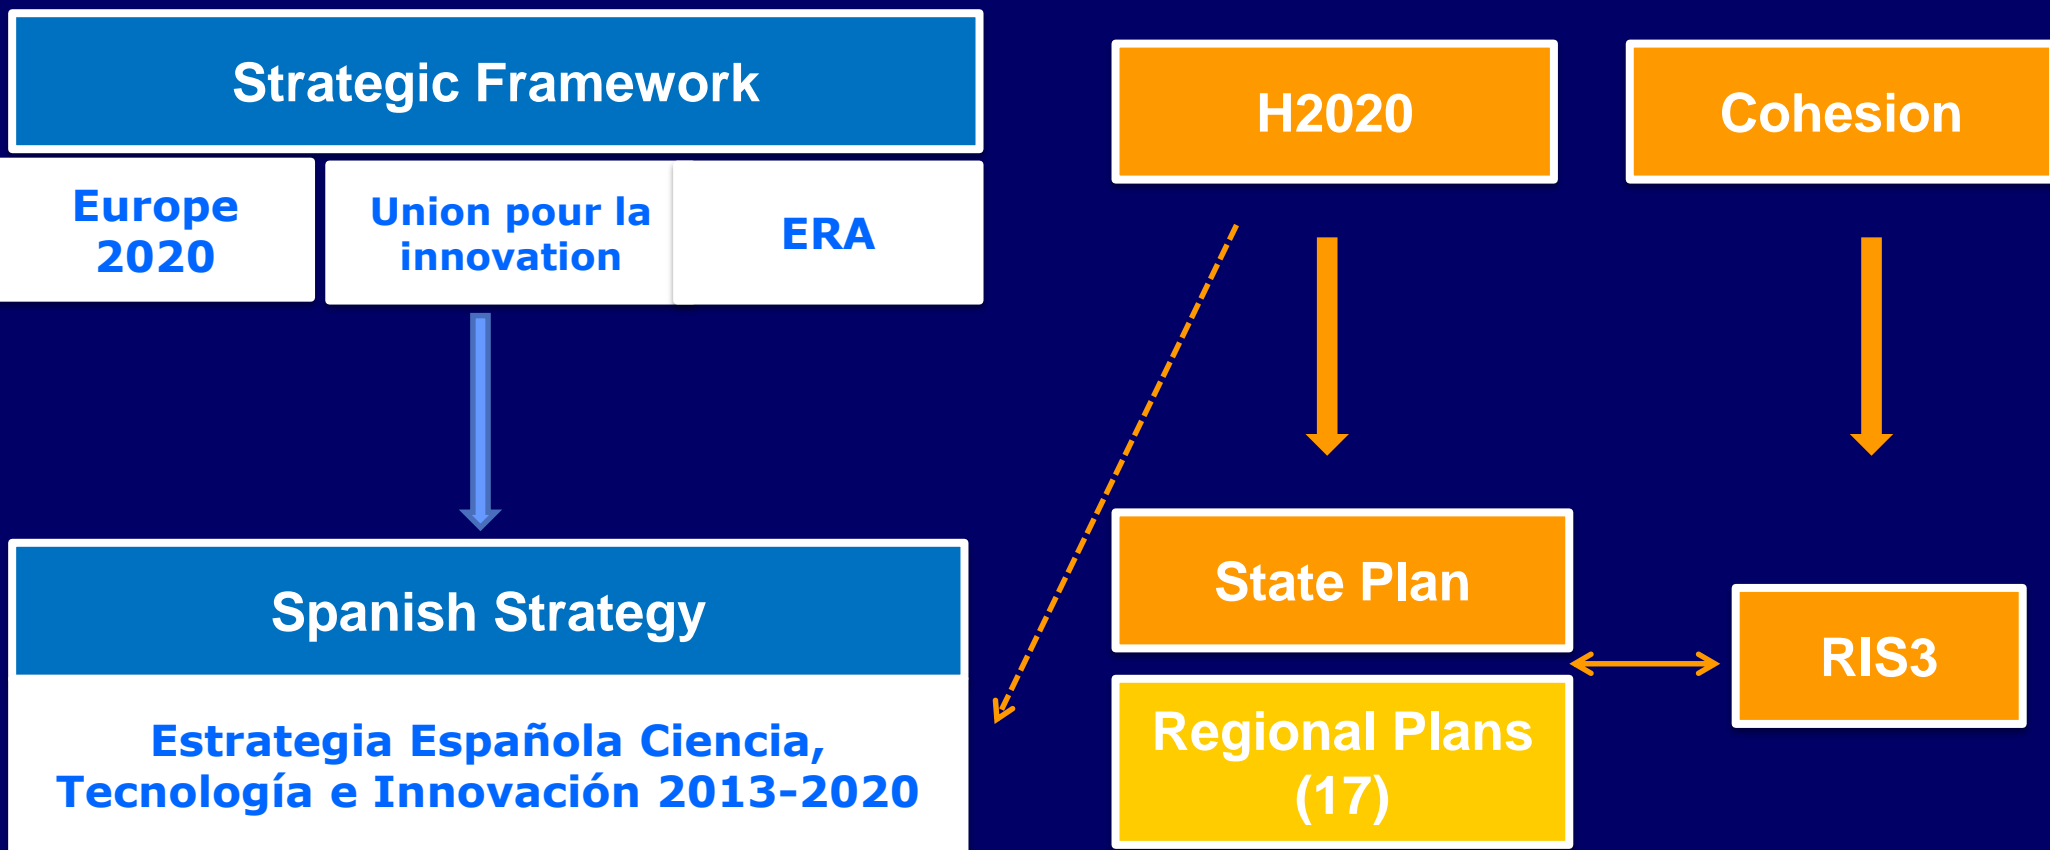 Strategic Framework
Europe
2020
Union pour la
innovation
ERA
H2020
Cohesion
Spanish Strategy
Estrategia Española Ciencia,
Tecnología e Innovación 2013-2020
State Plan
Regional Plans
(17)
RIS3